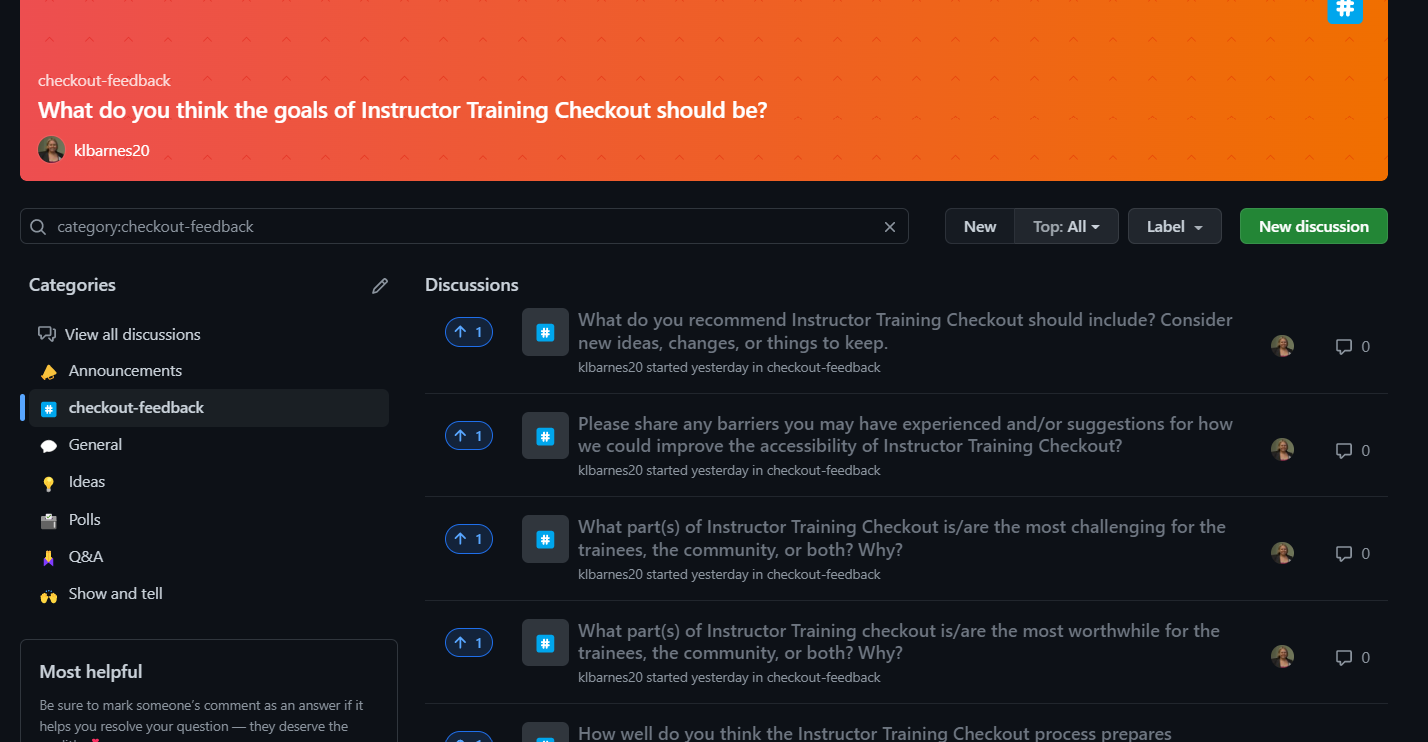 checkout-feedback
What do you think the goals of Instructor Training Checkout should be?
klbarnes20
category:checkout-feedback
New
Top: All
Label
New discussion
Categories
View all discussions
Announcements
checkout-feedback
General
Ideas
Polls
Q&A
Show and tell
Most helpful
Be sure to mark someone's comment as an answer if it
helps you resolve your question — they deserve the
Discussions
1
What do you recommend Instructor Training Checkout should include? Consider
new ideas, changes, or things to keep.
klbarnes20 started yesterday in checkout-feedback
0
1
Please share any barriers you may have experienced and/or suggestions for how
we could improve the accessibility of Instructor Training Checkout?
klbarnes20 started yesterday in checkout-feedback
0
1
What part(s) of Instructor Training Checkout is/are the most challenging for the
trainees, the community, or both? Why?
klbarnes20 started yesterday in checkout-feedback
0
1
What part(s) of Instructor Training checkout is/are the most worthwhile for the
trainees, the community, or both? Why?
klbarnes20 started yesterday in checkout-feedback
0
How well do you think the Instructor Training Checkout process prepares